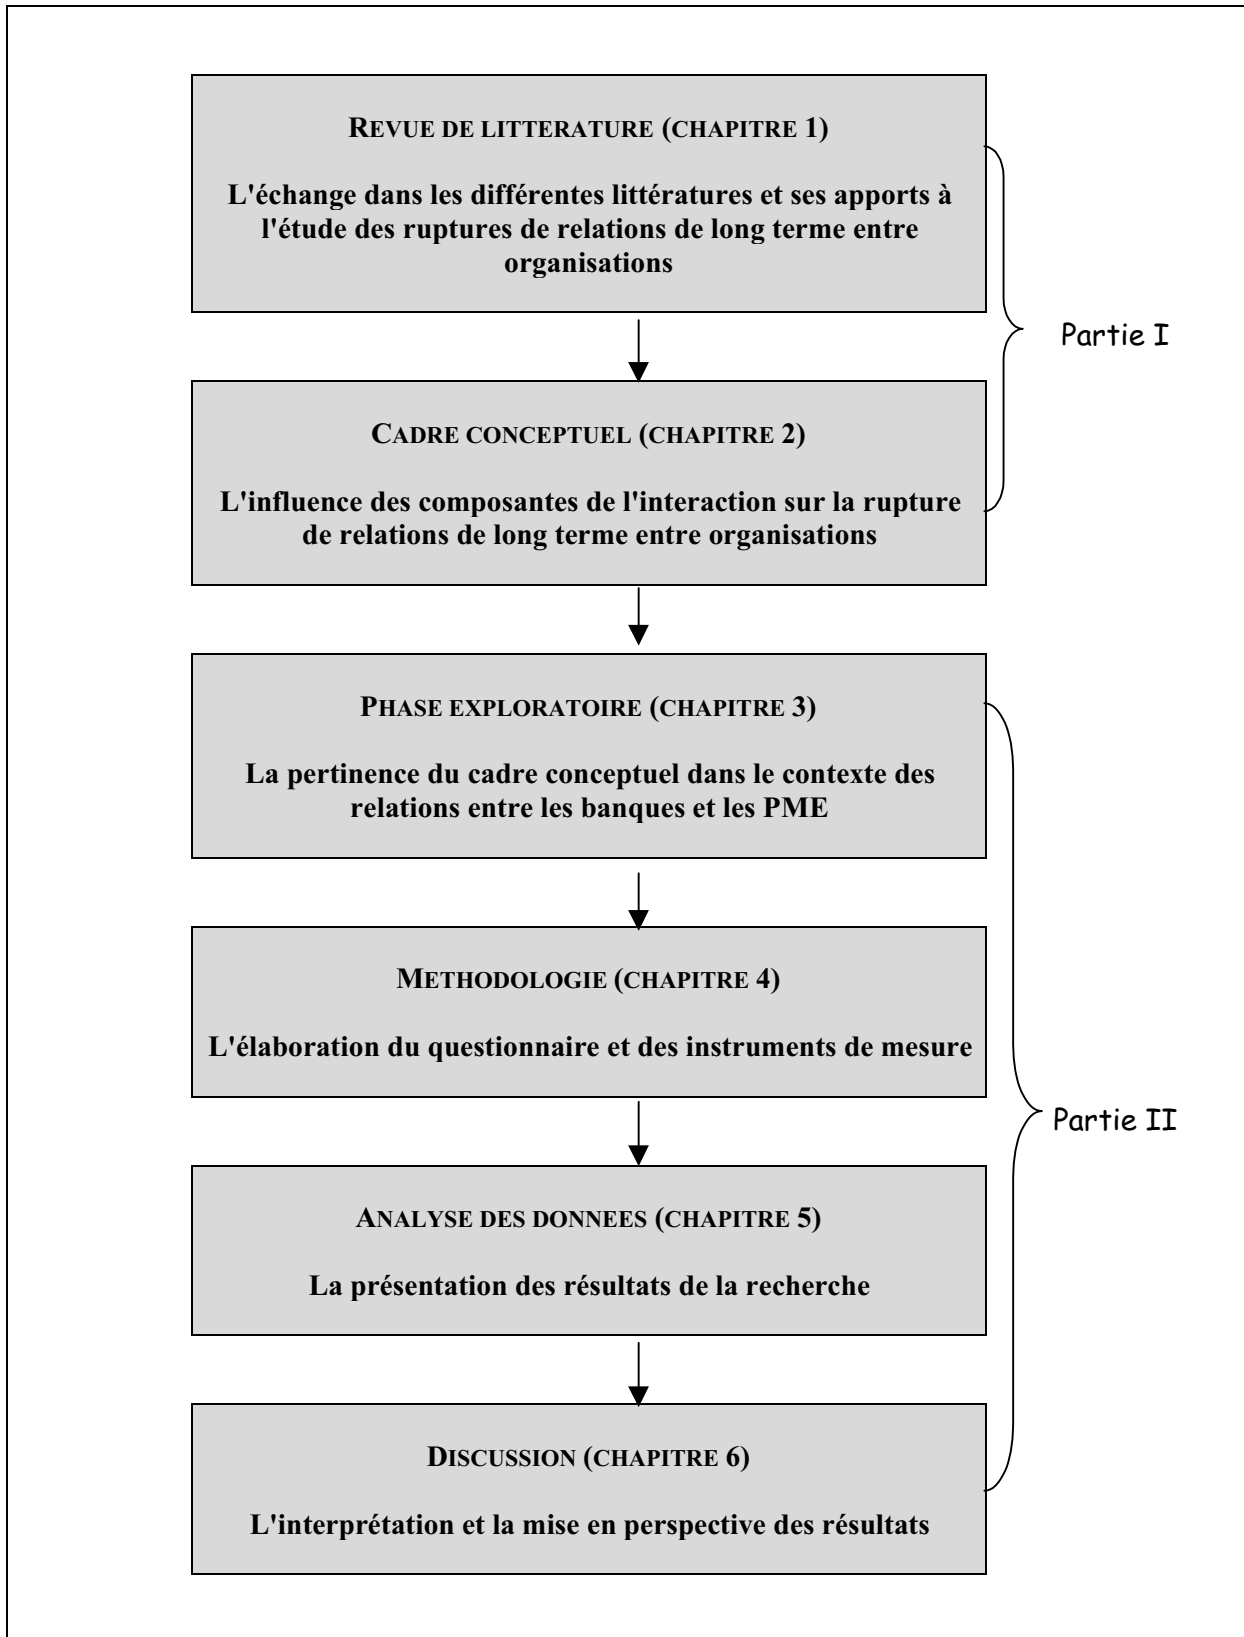 REVUE DE LITTERATURE (CHAPITRE 1)
L'échange dans les différentes littératures et ses apports à
l'étude des ruptures de relations de long terme entre
organisations
Partie I
CADRE CONCEPTUEL (CHAPITRE 2)
L'influence des composantes de l'interaction sur la rupture
de relations de long terme entre organisations
PHASE EXPLORATOIRE (CHAPITRE 3)
La pertinence du cadre conceptuel dans le contexte des
relations entre les banques et les PME
METHODOLOGIE (CHAPITRE 4)
L'élaboration du questionnaire et des instruments de mesure
Partie II
ANALYSE DES DONNEES (CHAPITRE 5)
La présentation des résultats de la recherche
DISCUSSION (CHAPITRE 6)
L'interprétation et la mise en perspective des résultats